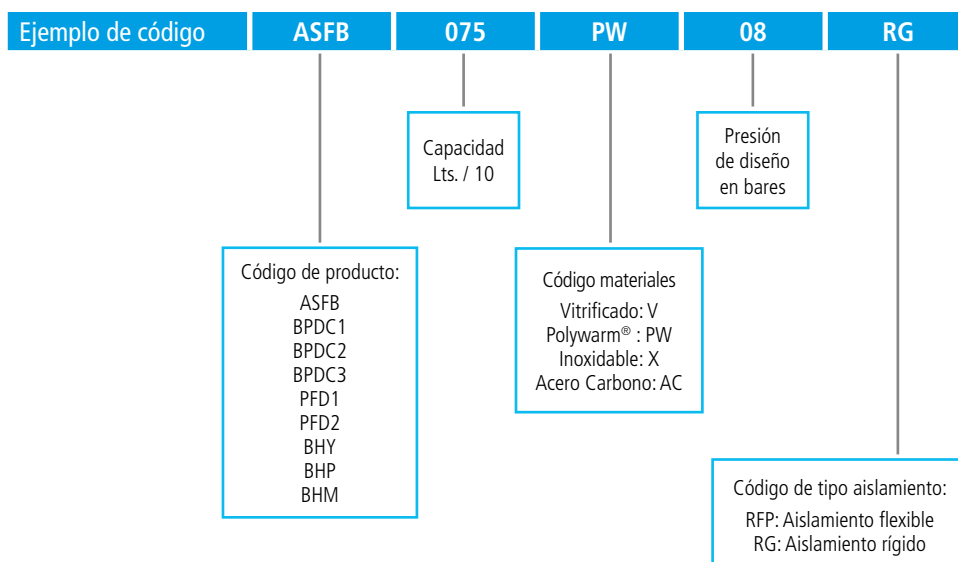 Ejemplo de código ASFB 075 PW 08 RG
Capacidad
Lts. / 10
Presión
de diseño
en bares
Código de producto:
ASFB
BPDC1
BPDC2
BPDC3
PFD1
PFD2
BHY
BHP
BHM
Código materiales
Vitrificado: V
Polywarm® : PW
Inoxidable: X
Acero Carbono: AC
Código de tipo aislamiento:
RFP: Aislamiento flexible
RG: Aislamiento rígido